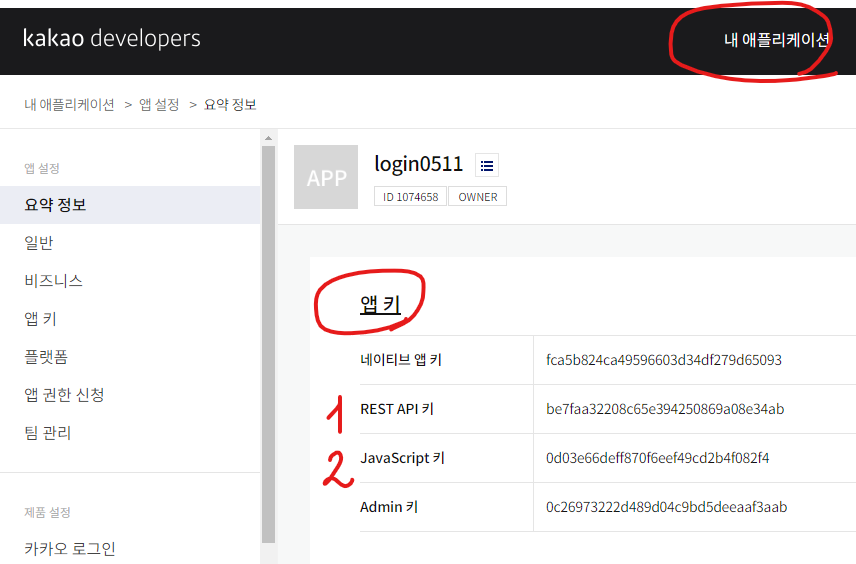 kakao developers
내 애플리케이션
내 애플리케이션 > 앱 설정 > 요약 정보
앱 설정
요약 정보
일반
비즈니스
앱 키
플랫폼
앱 권한 신청
팀 관리
제품 설정
카카오 로그인
APP
login0511
ID 1074658 OWNER
앱 키
네이티브 앱 키 fca5b824ca49596603d34df279d65093
1 REST API 키 be7faa32208c65e394250869a08e34ab
2 JavaScript 키 0d03e66deff870f6eef49cd2b4f082f4
Admin 키 0c26973222d489d04c9bd5deeaaf3aab